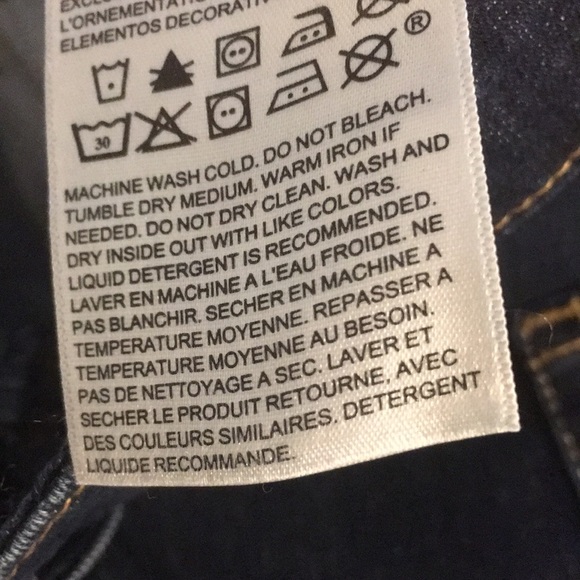 L'ORNEMENTATION
ELEMENTOS DECORATIV
®
30
MACHINE WASH COLD. DO NOT BLEACH.
TUMBLE DRY MEDIUM. WARM IRON IF
NEEDED. DO NOT DRY CLEAN. WASH AND
DRY INSIDE OUT WITH LIKE COLORS.
LIQUID DETERGENT IS RECOMMENDED.
LAVER EN MACHINE A L'EAU FROIDE. NE
PAS BLANCHIR. SECHER EN MACHINE A
TEMPERATURE MOYENNE. REPASSER A
TEMPERATURE MOYENNE AU BESOIN.
PAS DE NETTOYAGE A SEC. LAVER ET
SECHER LE PRODUIT RETOURNE, AVEC
DES COULEURS SIMILAIRES. DETERGENT
LIQUIDE RECOMMANDE.